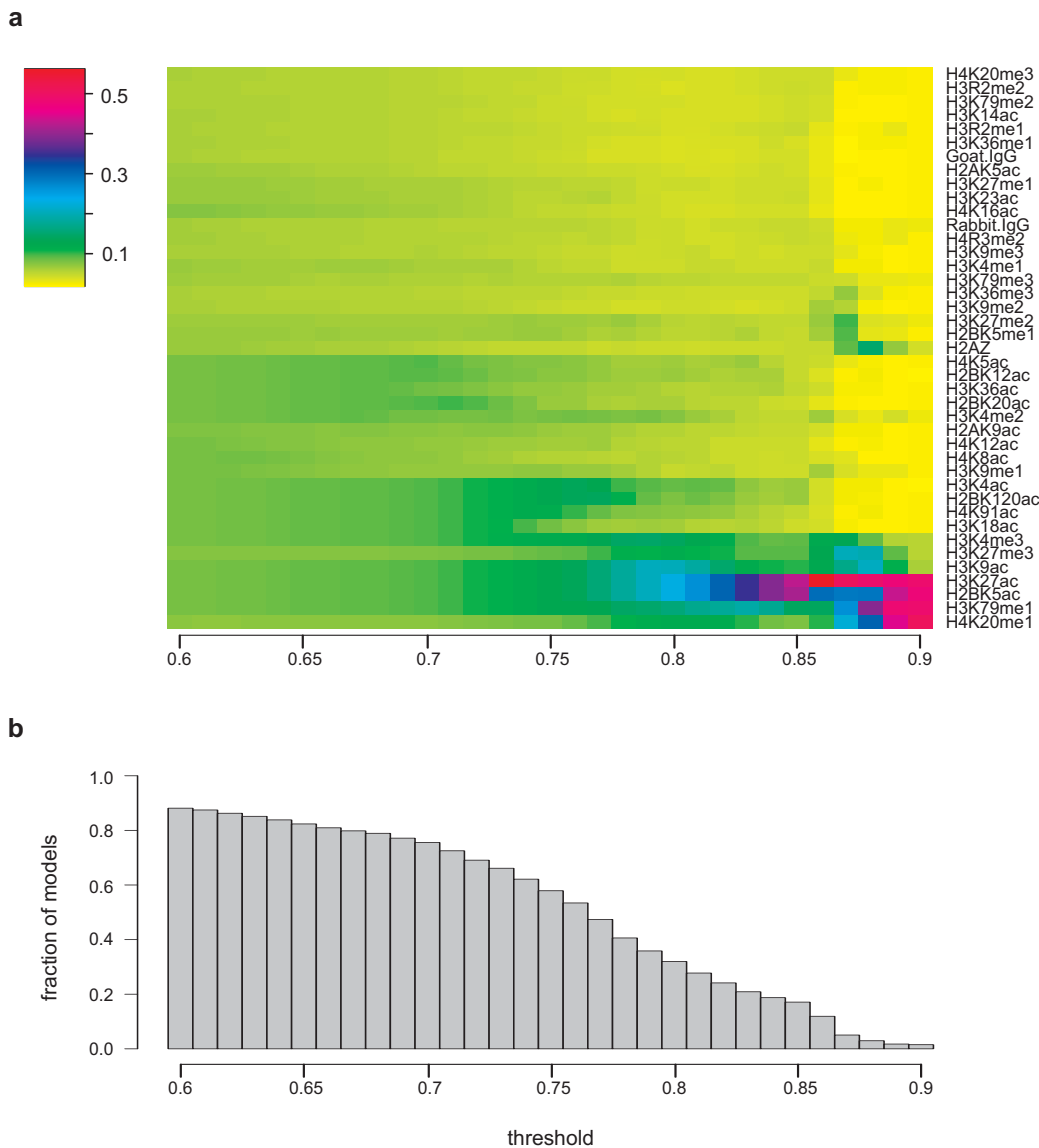 a
0.5
0.3
0.1
H4K20me3
H3R2me2
H3K79me2
H3K14ac
H3R2me1
H3K36me1
Goat.IgG
H2AK5ac
H3K27me1
H3K23ac
H4K16ac
Rabbit.IgG
H4R3me2
H3K9me3
H3K4me1
H3K79me3
H3K36me3
H3K9me2
H3K27me2
H2BK5me1
H2AZ
H4K5ac
H2BK12ac
H3K36ac
H2BK20ac
H3K4me2
H2AK9ac
H4K12ac
H4K8ac
H3K9me1
H3K4ac
H2BK120ac
H4K91ac
H3K18ac
H3K4me3
H3K27me3
H3K9ac
H3K27ac
H2BK5ac
H3K79me1
H4K20me1
0.6 0.65 0.7 0.75 0.8 0.85 0.9
b
1.0
0.8
0.6
0.4
0.2
0.0
fraction of models
0.6 0.65 0.7 0.75 0.8 0.85 0.9
threshold